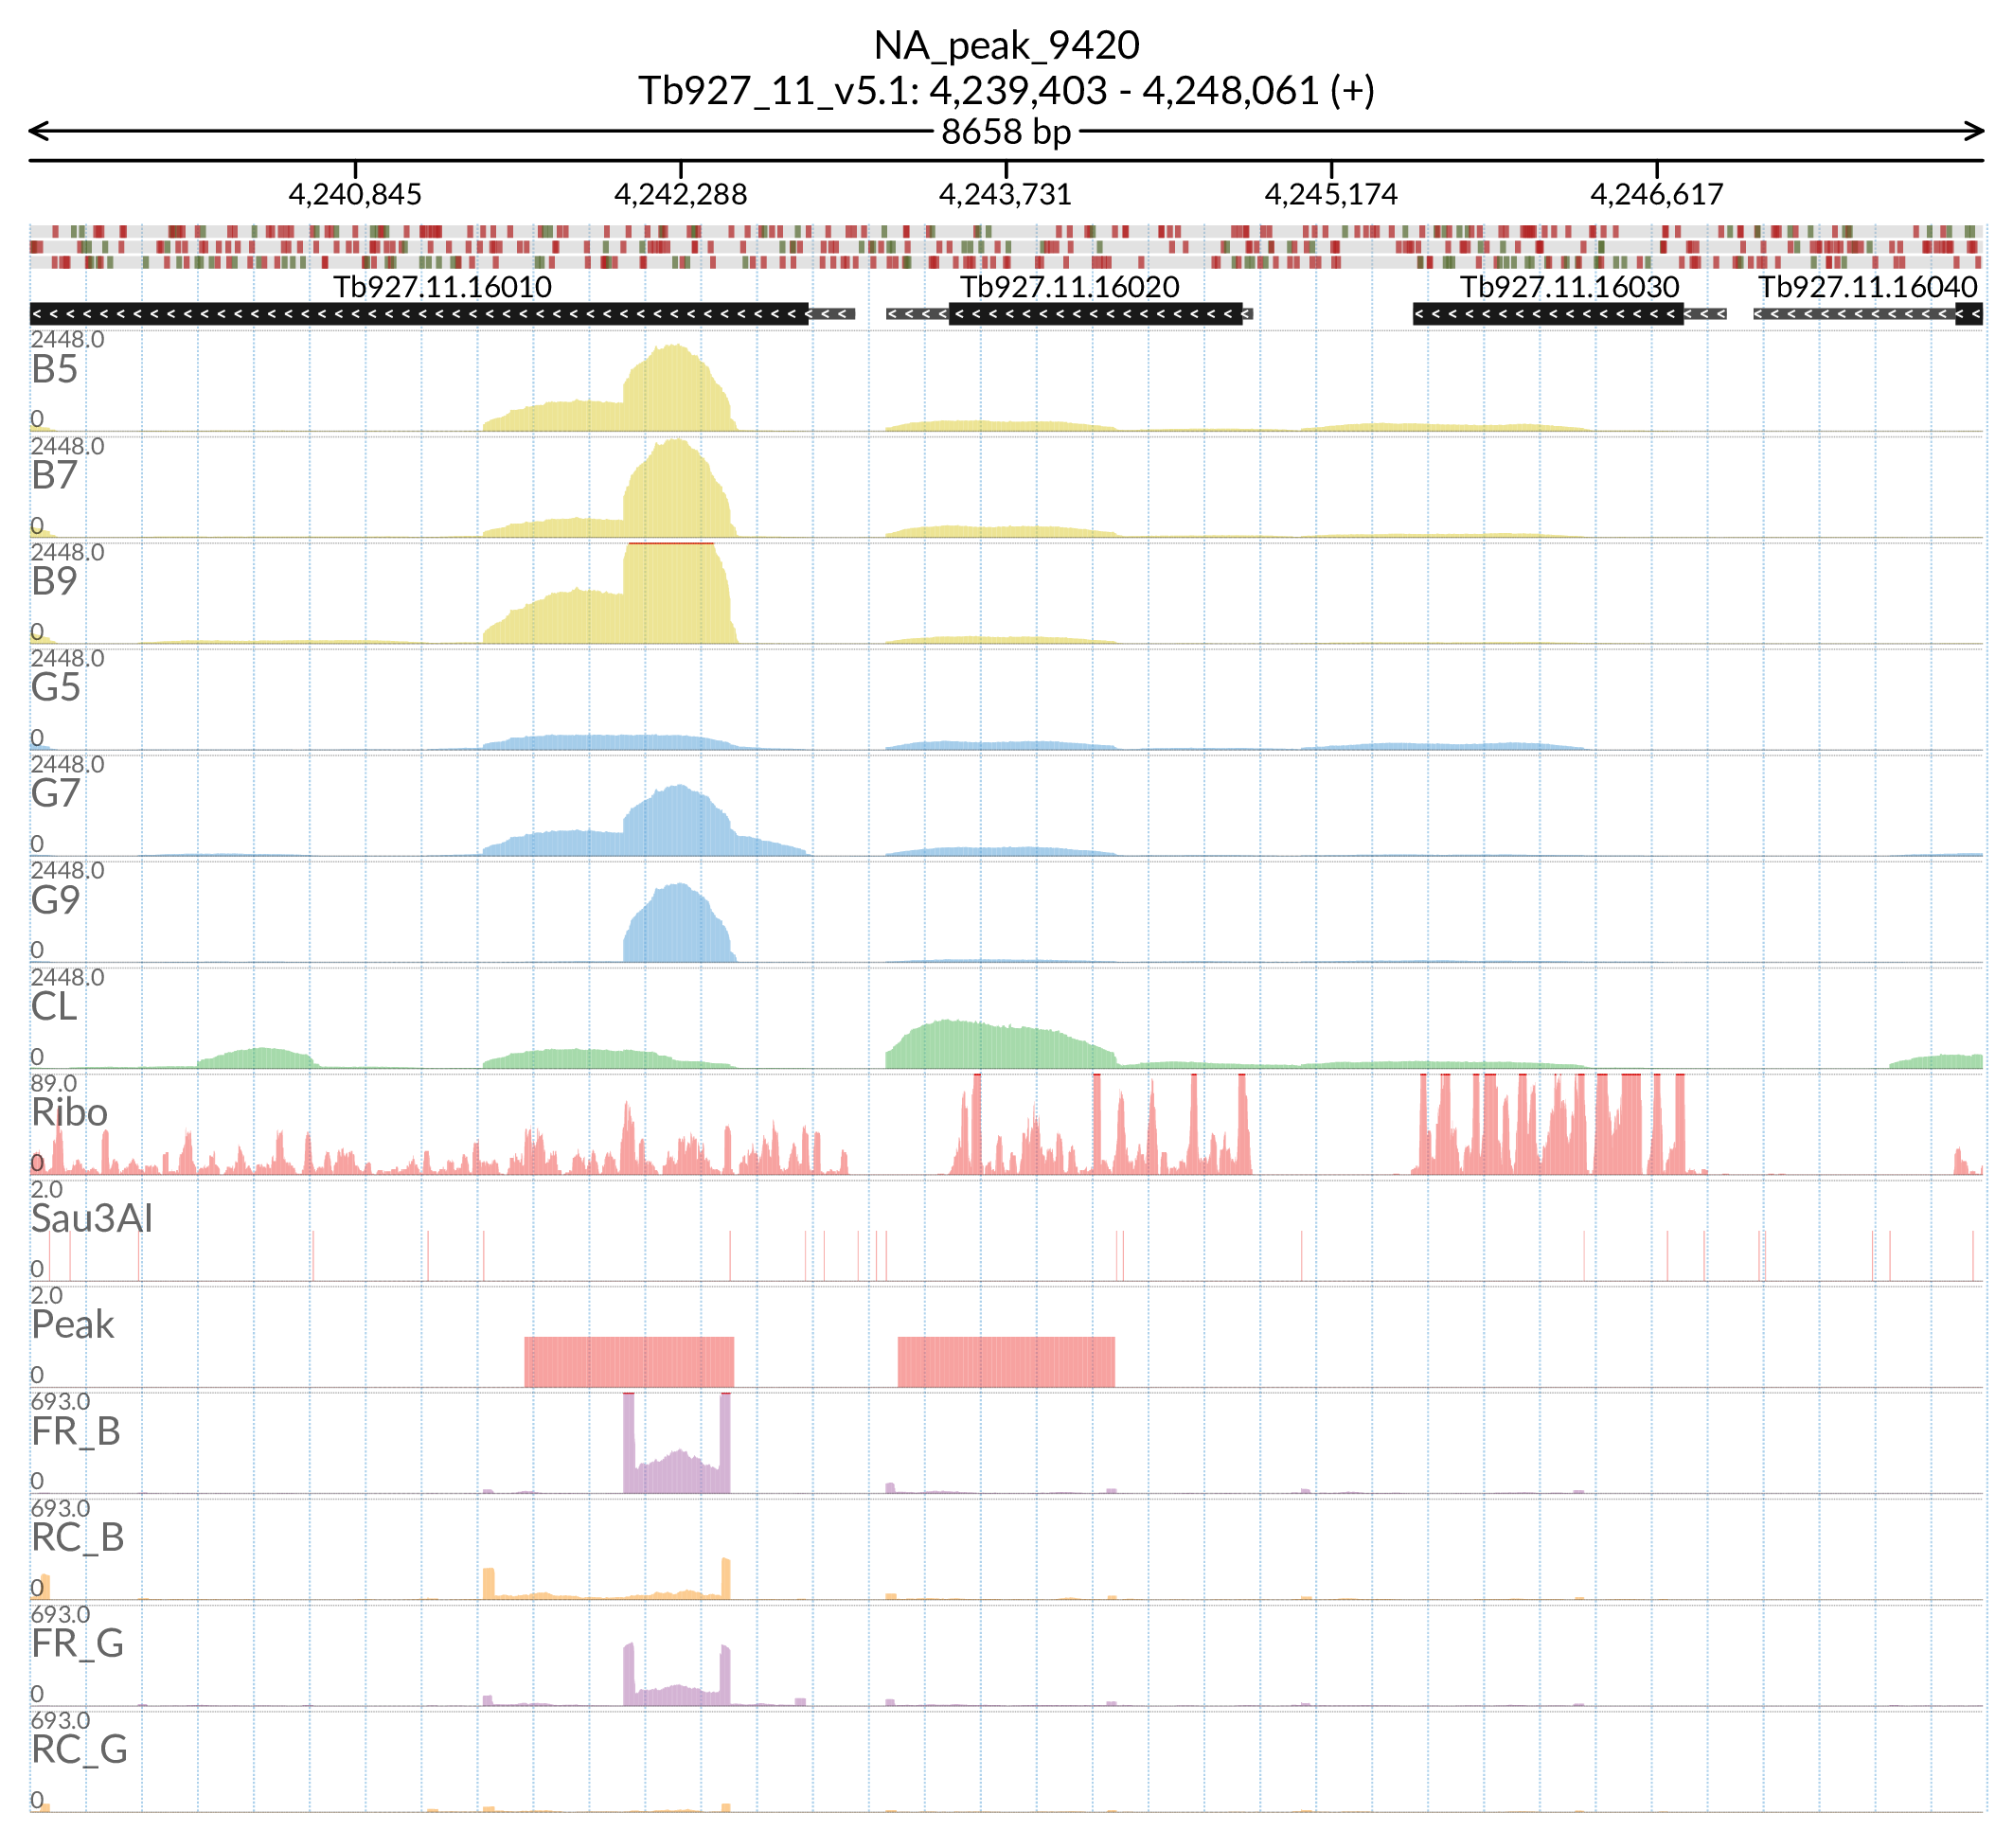 NA_peak_9420
Tb927_11_v5.1: 4,239,403 - 4,248,061 (+)
8658 bp
4,240,845 4,242,288 4,243,731 4,245,174 4,246,617
Tb927.11.16010 Tb927.11.16020 Tb927.11.16030 Tb927.11.16040
2448.0
B5
0
2448.0
B7
0
2448.0
B9
0
2448.0
G5
0
2448.0
G7
0
2448.0
G9
0
2448.0
CL
0
89.0
Ribo
0
2.0
Sau3AI
0
2.0
Peak
0
693.0
FR_B
0
693.0
RC_B
0
693.0
FR_G
0
693.0
RC_G
0